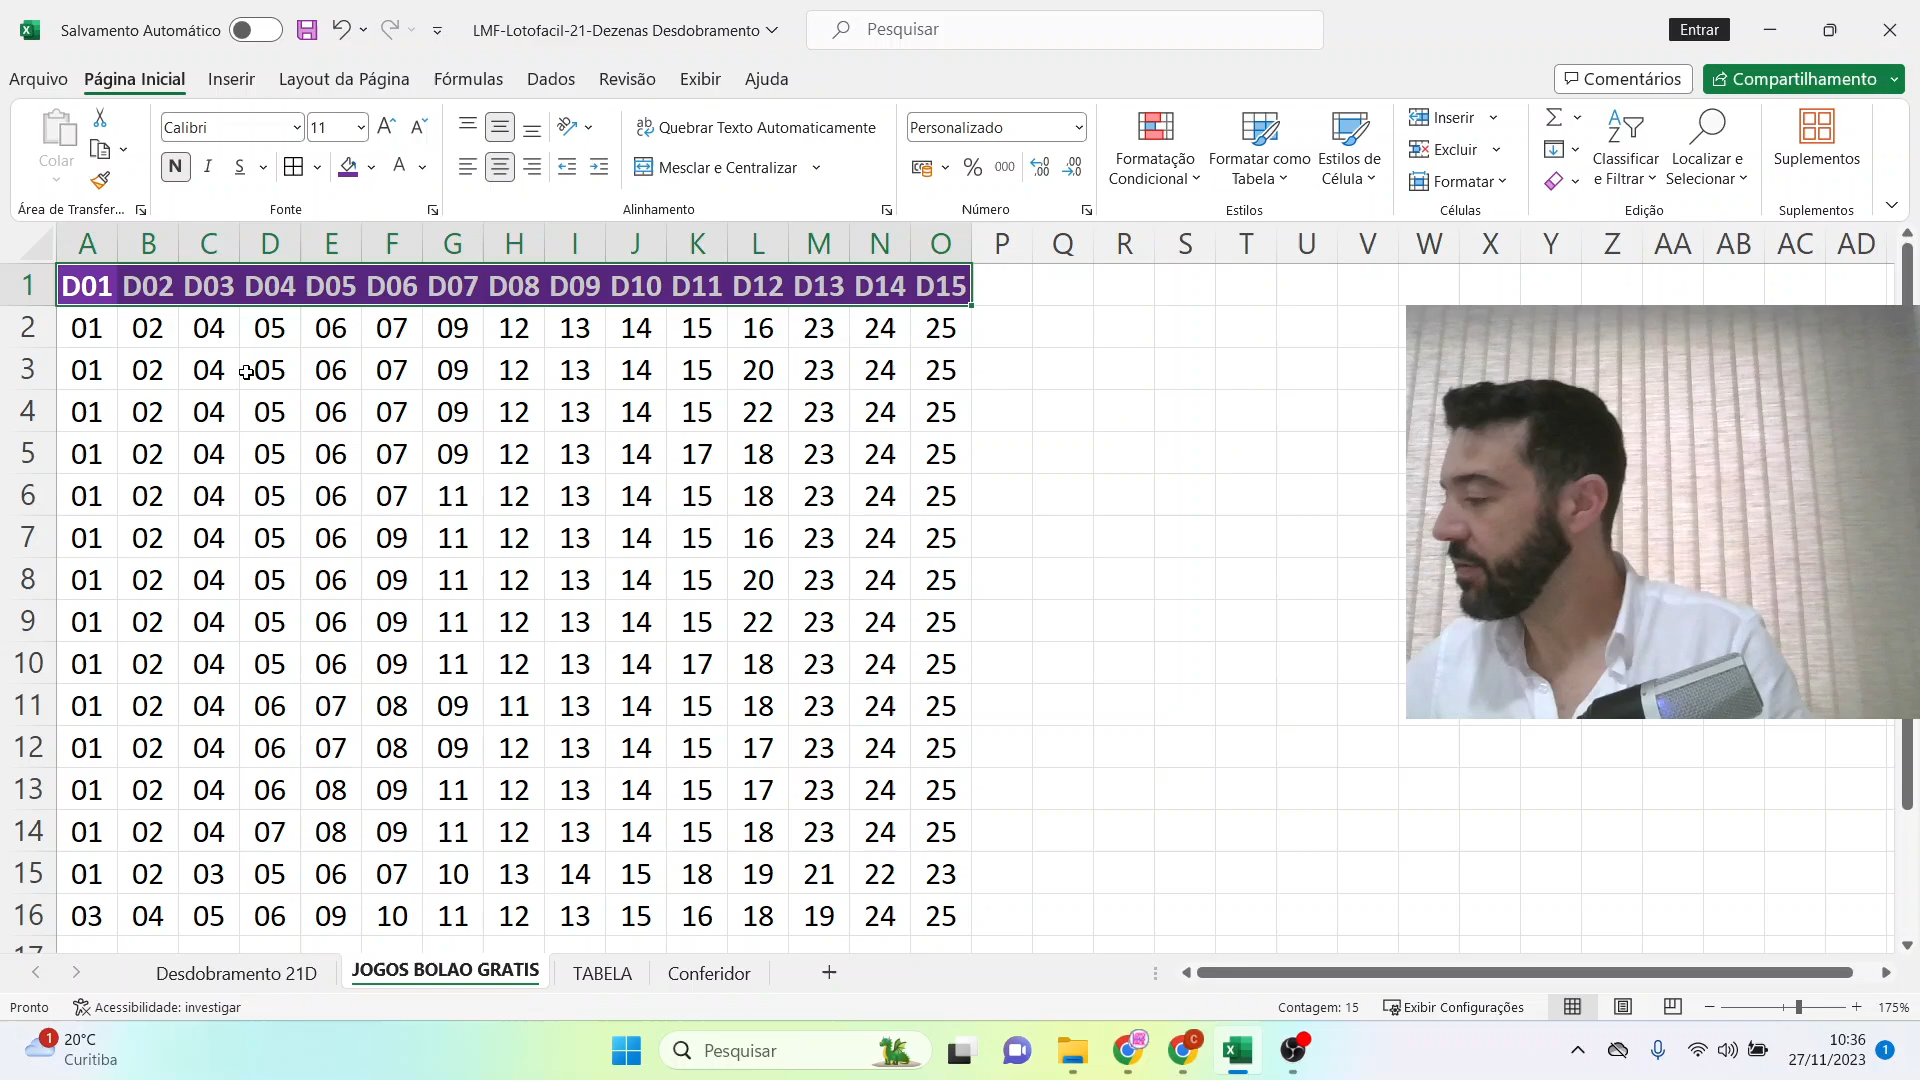 Salvamento Automático
LMF-Lotofacil-21-Dezenas Desdobramento
Pesquisar
Entrar
Arquivo Página Inicial Inserir Layout da Página Fórmulas Dados Revisão Exibir Ajuda
Comentários Compartilhamento
Colar
Área de Transfer...
Calibri 11
N I S
Fonte
Quebrar Texto Automaticamente
Mesclar e Centralizar
Alinhamento
Personalizado
% 000
Número
Formatação Condicional
Formatar como Tabela
Estilos de Célula
Estilos
Inserir
Excluir
Formatar
Células
Classificar e Filtrar
Localizar e Selecionar
Edição
Suplementos
Suplementos
A B C D E F G H I J K L M N O P Q R S T U V W X Y Z AA AB AC AD
1 D01 D02 D03 D04 D05 D06 D07 D08 D09 D10 D11 D12 D13 D14 D15
2 01 02 04 05 06 07 09 12 13 14 15 16 23 24 25
3 01 02 04 05 06 07 09 12 13 14 15 20 23 24 25
4 01 02 04 05 06 07 09 12 13 14 15 22 23 24 25
5 01 02 04 05 06 07 09 12 13 14 17 18 23 24 25
6 01 02 04 05 06 07 11 12 13 14 15 18 23 24 25
7 01 02 04 05 06 09 11 12 13 14 15 16 23 24 25
8 01 02 04 05 06 09 11 12 13 14 15 20 23 24 25
9 01 02 04 05 06 09 11 12 13 14 15 22 23 24 25
10 01 02 04 05 06 09 11 12 13 14 17 18 23 24 25
11 01 02 04 06 07 08 09 11 13 14 15 18 23 24 25
12 01 02 04 06 07 08 09 12 13 14 15 17 23 24 25
13 01 02 04 06 08 09 11 12 13 14 15 17 23 24 25
14 01 02 04 07 08 09 11 12 13 14 15 18 23 24 25
15 01 02 03 05 06 07 10 13 14 15 18 19 21 22 23
16 03 04 05 06 09 10 11 12 13 15 16 18 19 24 25
17
Desdobramento 21D JOGOS BOLAO GRATIS TABELA Conferidor
Pronto Acessibilidade: investigar Contagem: 15 Exibir Configurações 175%
1 20°C
Curitiba
Pesquisar
10:36
27/11/2023 1